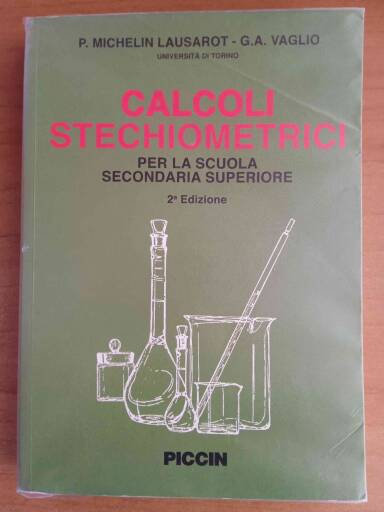 P. MICHELIN LAUSAROT - G.A. VAGLIO
UNIVERSITÀ DI TORINO
CALCOLI
STECHIOMETRICI
PER LA SCUOLA
SECONDARIA SUPERIORE
2ª Edizione
PICCIN